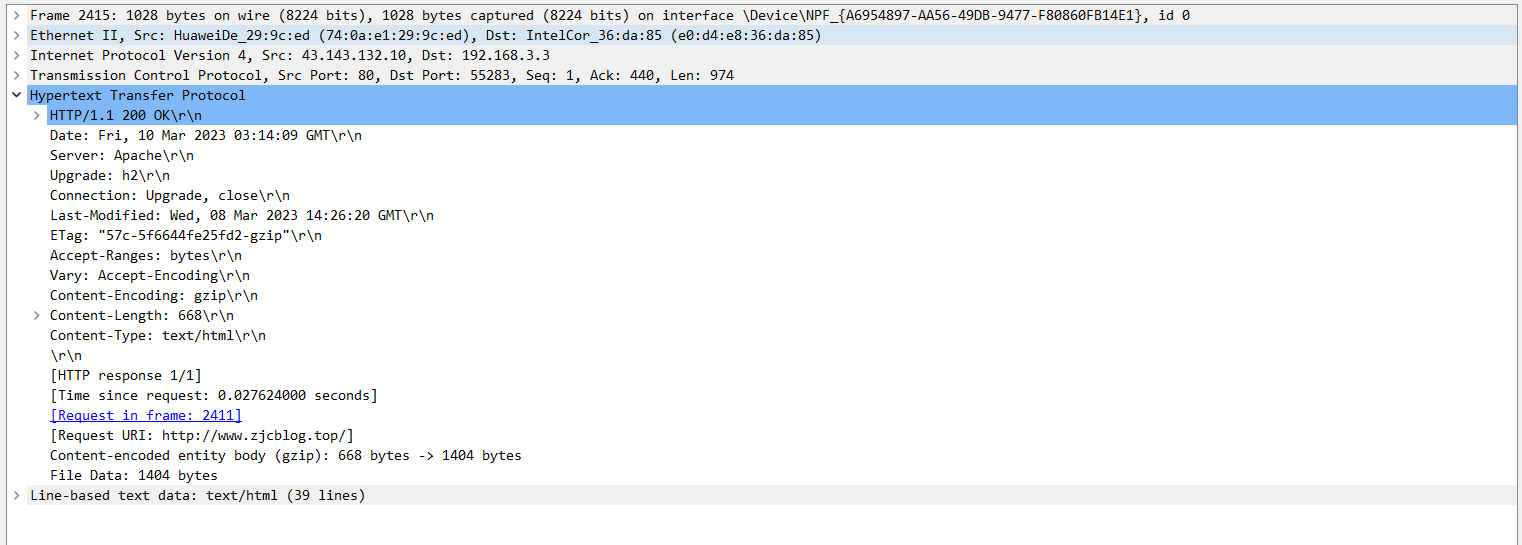 Frame 2415: 1028 bytes on wire (8224 bits), 1028 bytes captured (8224 bits) on interface \Device\NPF_{A6954897-AA56-49DB-9477-F80860FB14E1}, id 0
Ethernet II, Src: HuaweiDe_29:9c:ed (74:0a:e1:29:9c:ed), Dst: IntelCor_36:da:85 (e0:d4:e8:36:da:85)
Internet Protocol Version 4, Src: 43.143.132.10, Dst: 192.168.3.3
Transmission Control Protocol, Src Port: 80, Dst Port: 55283, Seq: 1, Ack: 440, Len: 974
Hypertext Transfer Protocol
HTTP/1.1 200 OK\r\n
Date: Fri, 10 Mar 2023 03:14:09 GMT\r\n
Server: Apache\r\n
Upgrade: h2\r\n
Connection: Upgrade, close\r\n
Last-Modified: Wed, 08 Mar 2023 14:26:20 GMT\r\n
ETag: "57c-5f6644fe25fd2-gzip"\r\n
Accept-Ranges: bytes\r\n
Vary: Accept-Encoding\r\n
Content-Encoding: gzip\r\n
Content-Length: 668\r\n
Content-Type: text/html\r\n
\r\n
[HTTP response 1/1]
[Time since request: 0.027624000 seconds]
[Request in frame: 2411]
[Request URI: http://www.zjcblog.top/]
Content-encoded entity body (gzip): 668 bytes -> 1404 bytes
File Data: 1404 bytes
Line-based text data: text/html (39 lines)